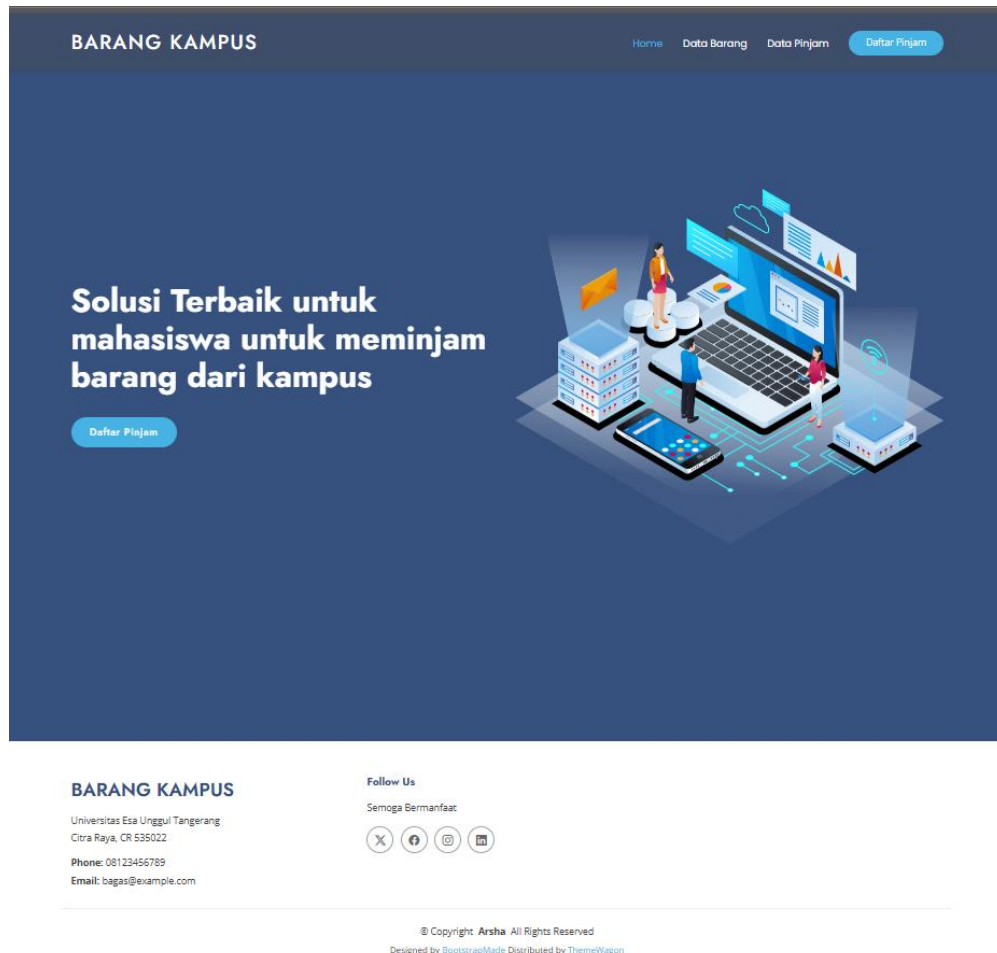 BARANG KAMPUS
Home Data Barang Data Pinjam Daftar Pinjam
Solusi Terbaik untuk
mahasiswa untuk meminjam
barang dari kampus
Daftar Pinjam
BARANG KAMPUS
Universitas Esa Unggul Tangerang
Citra Raya, CR 535022
Phone: 08123456789
Email: bagas@example.com
Follow Us
Semoga Bermanfaat
© Copyright Arsha All Rights Reserved
Designed by BootstrapMade Distributed by ThemeWagon